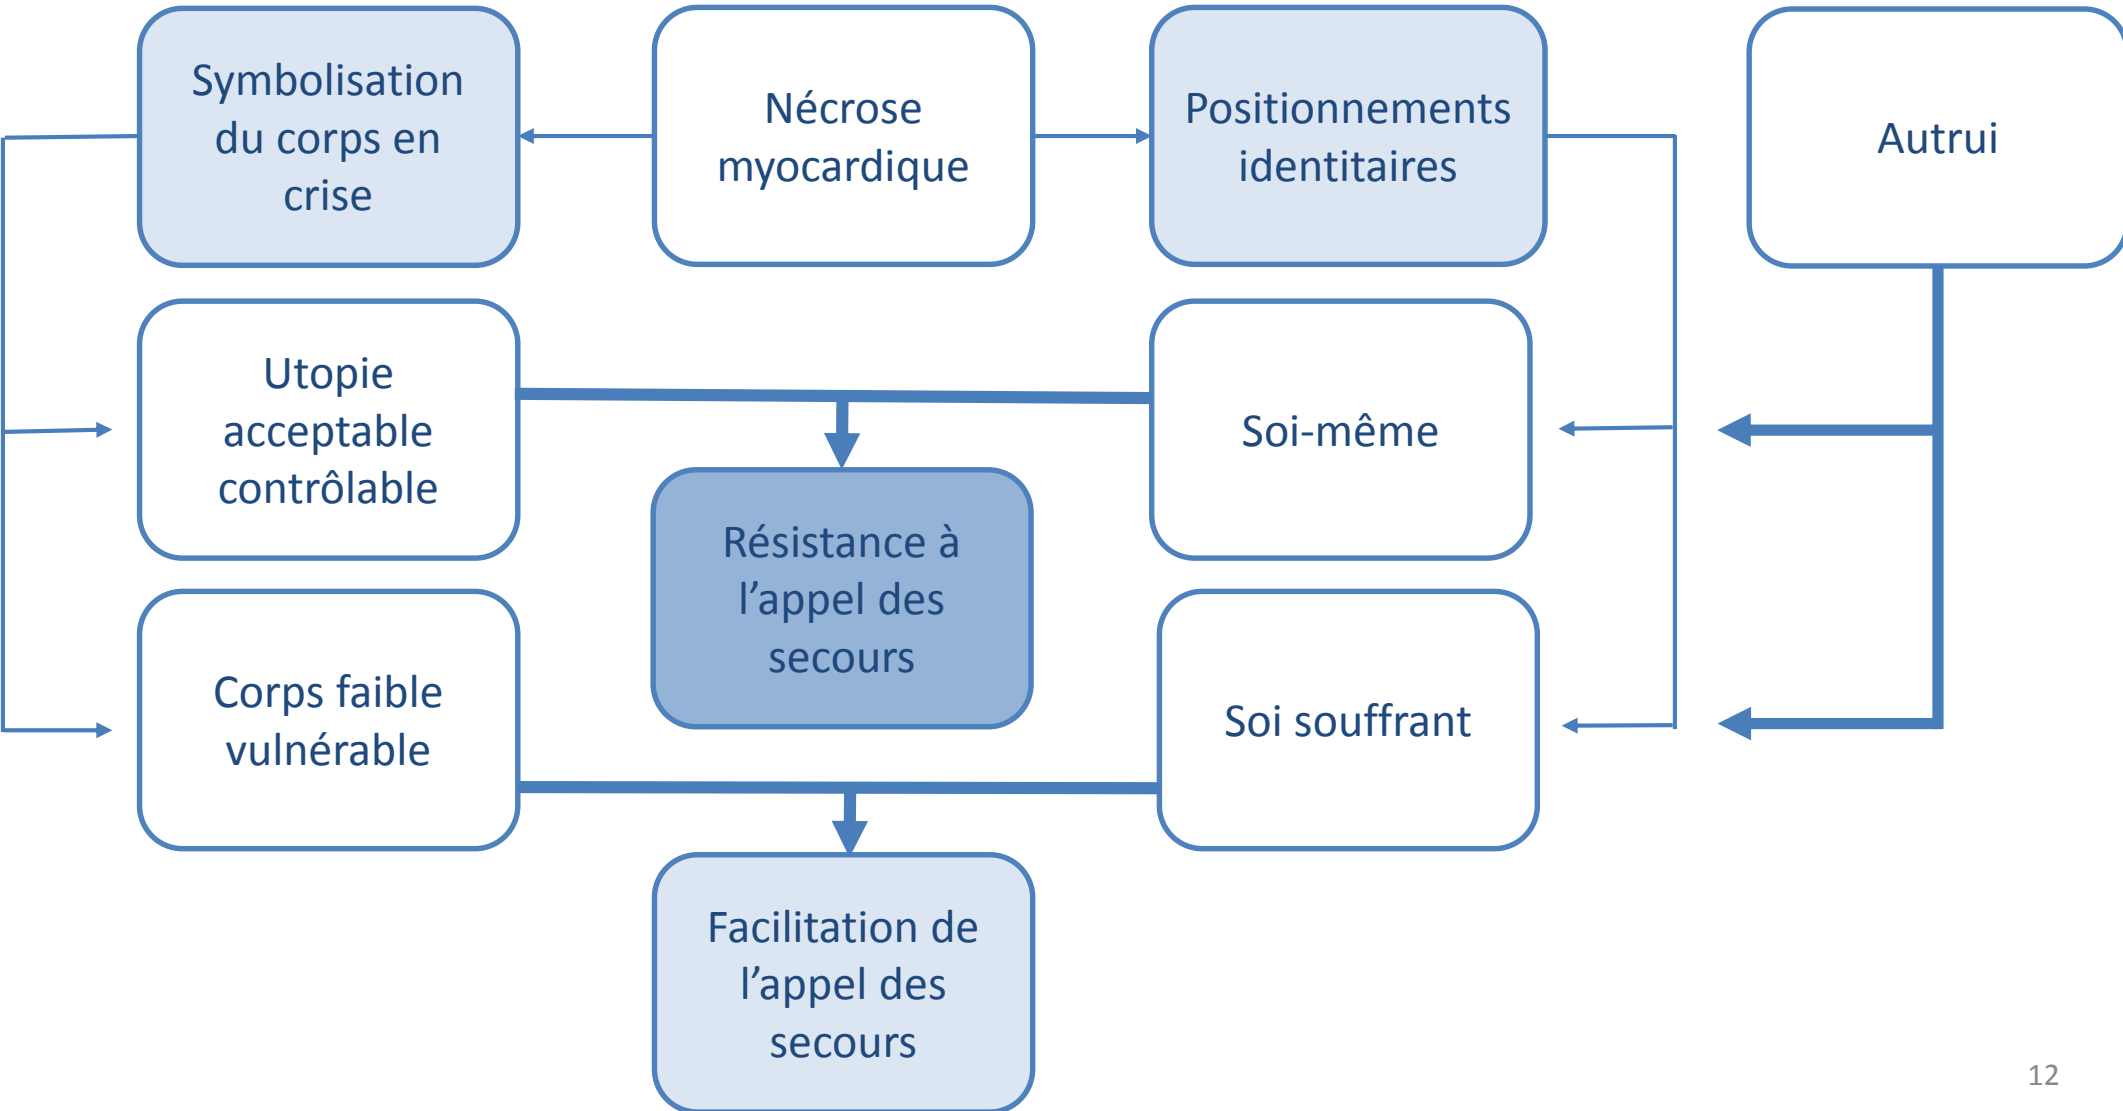 Symbolisation
du corps en
crise
Nécrose
myocardique
Positionnements
identitaires
Autrui
Utopie
acceptable
contrôlable
Soi-même
Résistance à
l’appel des
secours
Corps faible
vulnérable
Soi souffrant
Facilitation de
l’appel des
secours
12